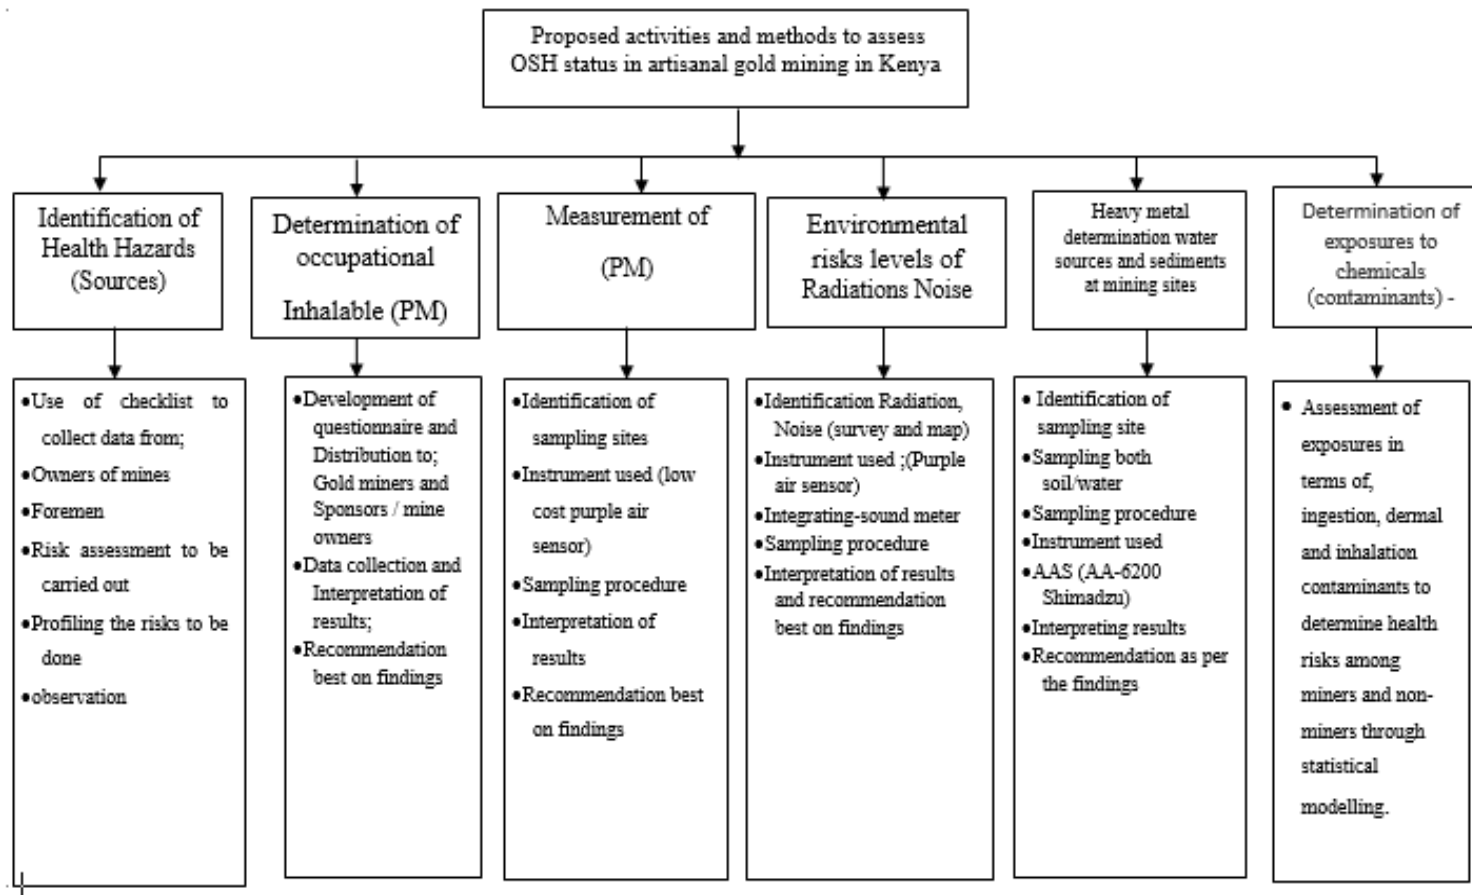 Proposed activities and methods to assess
OSH status in artisanal gold mining in Kenya
Identification of
Health Hazards
(Sources)
Determination of
occupational
Inhalable (PM)
Measurement of
(PM)
Environmental
risks levels of
Radiations Noise
Heavy metal
determination water
sources and sediments
at mining sites
Determination of
exposures to
chemicals
(contaminants) -
•Use of checklist to
collect data from;
•Owners of mines
•Foremen
•Risk assessment to be
carried out
•Profiling the risks to be
done
•observation
•Development of
questionnaire and
Distribution to;
Gold miners and
Sponsors / mine
owners
•Data collection and
Interpretation of
results;
•Recommendation
best on findings
•Identification of
sampling sites
•Instrument used (low
cost purple air
sensor)
•Sampling procedure
•Interpretation of
results
•Recommendation best
on findings
•Identification Radiation,
Noise (survey and map)
•Instrument used ;(Purple
air sensor)
•Integrating-sound meter
•Sampling procedure
•Interpretation of results
and recommendation
best on findings
• Identification of
sampling site
•Sampling both
soil/water
•Sampling procedure
•Instrument used
•AAS (AA-6200
Shimadzu)
•Interpreting results
•Recommendation as per
the findings
• Assessment of
exposures in
terms of,
ingestion, dermal
and inhalation
contaminants to
determine health
risks among
miners and non-
miners through
statistical
modelling.